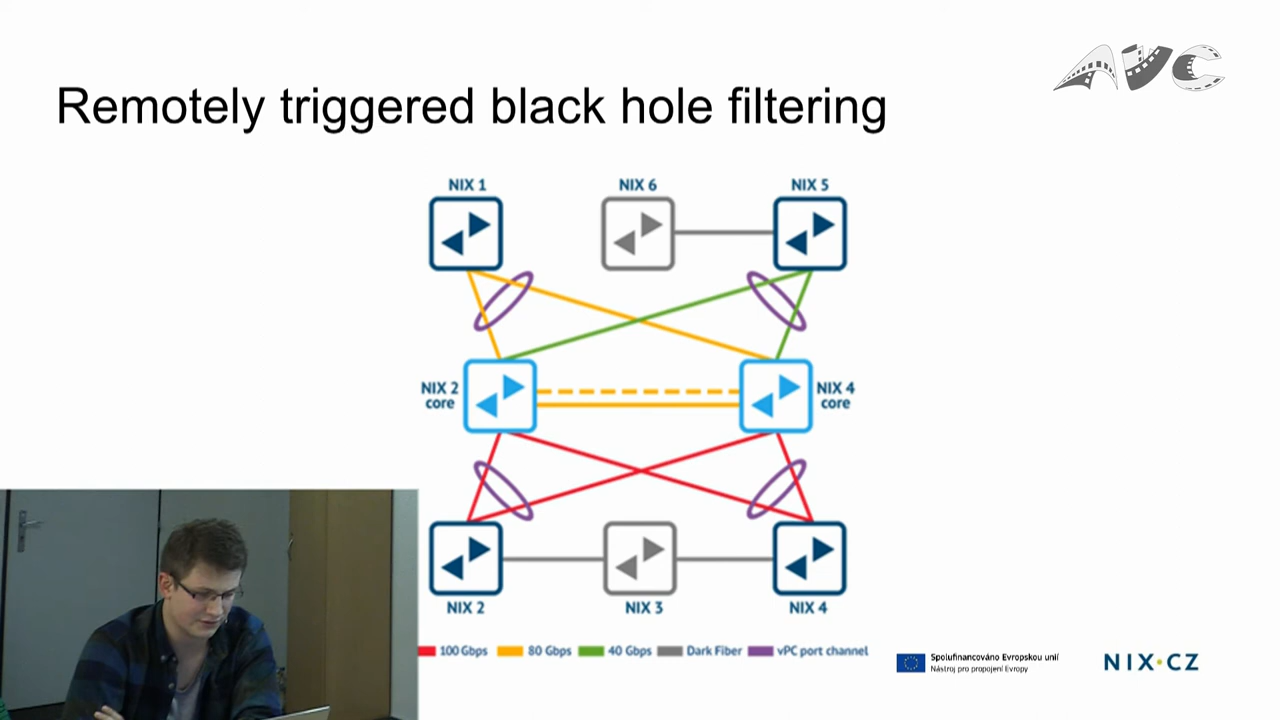 AVC
Remotely triggered black hole filtering
NIX 1
NIX 6
NIX 5
NIX 2
core
NIX 4
core
NIX 2
NIX 3
NIX 4
100 Gbps
80 Gbps
40 Gbps
Dark Fiber
vPC port channel
Spolufinancováno Evropskou unií
Nástroj pro propojení Evropy
NIX·CZ